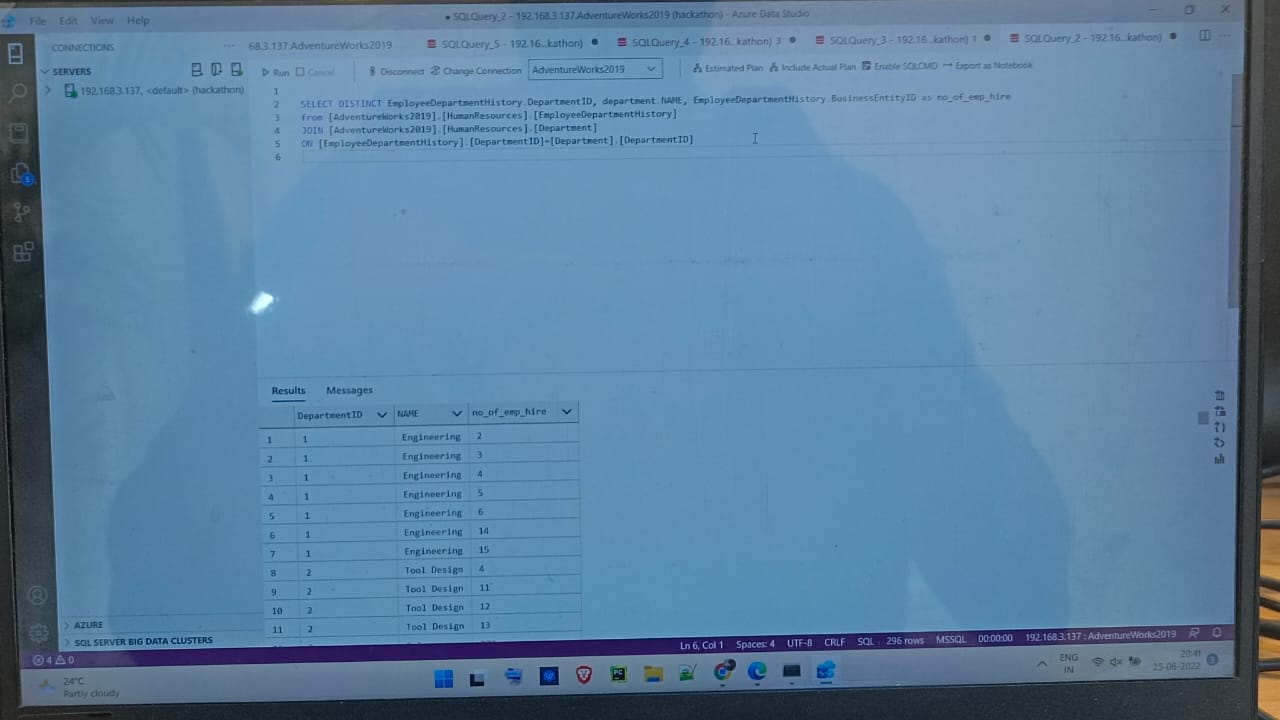 File Edit View Help
● SQLQuery_2 - 192.168.3.137.AdventureWorks2019 (hackathon) - Azure Data Studio
CONNECTIONS
68.3.137:AdventureWorks2019
SQLQuery_5 - 192.16...kathon) ●
SQLQuery_4 - 192.16...kathon) 3 ●
SQLQuery_3 - 192.16...kathon) 1 ●
SQLQuery_2 - 192.16...kathon) ●
SERVERS
192.168.3.137, <default> (hackathon)
Run Cancel Disconnect Change Connection AdventureWorks2019 Estimated Plan Include Actual Plan Enable SQLCMD Export as Notebook
1
2 SELECT DISTINCT EmployeeDepartmentHistory.DepartmentID, department.NAME, EmployeeDepartmentHistory.BusinessEntityID as no_of_emp_hire
3 from [AdventureWorks2019].[HumanResources].[EmployeeDepartmentHistory]
4 JOIN [AdventureWorks2019].[HumanResources].[Department]
5 ON [EmployeeDepartmentHistory].[DepartmentID]=[Department].[DepartmentID]
6
Results Messages
DepartmentID NAME no_of_emp_hire
1 1 Engineering 2
2 1 Engineering 3
3 1 Engineering 4
4 1 Engineering 5
5 1 Engineering 6
6 1 Engineering 14
7 1 Engineering 15
8 2 Tool Design 4
9 2 Tool Design 11
10 2 Tool Design 12
11 2 Tool Design 13
AZURE
SQL SERVER BIG DATA CLUSTERS
4 0
Ln 6, Col 1 Spaces: 4 UTF-8 CRLF SQL 296 rows MSSQL 00:00:00 192.168.3.137 : AdventureWorks2019
24°C
Partly cloudy
ENG
IN
20:41
25-06-2022